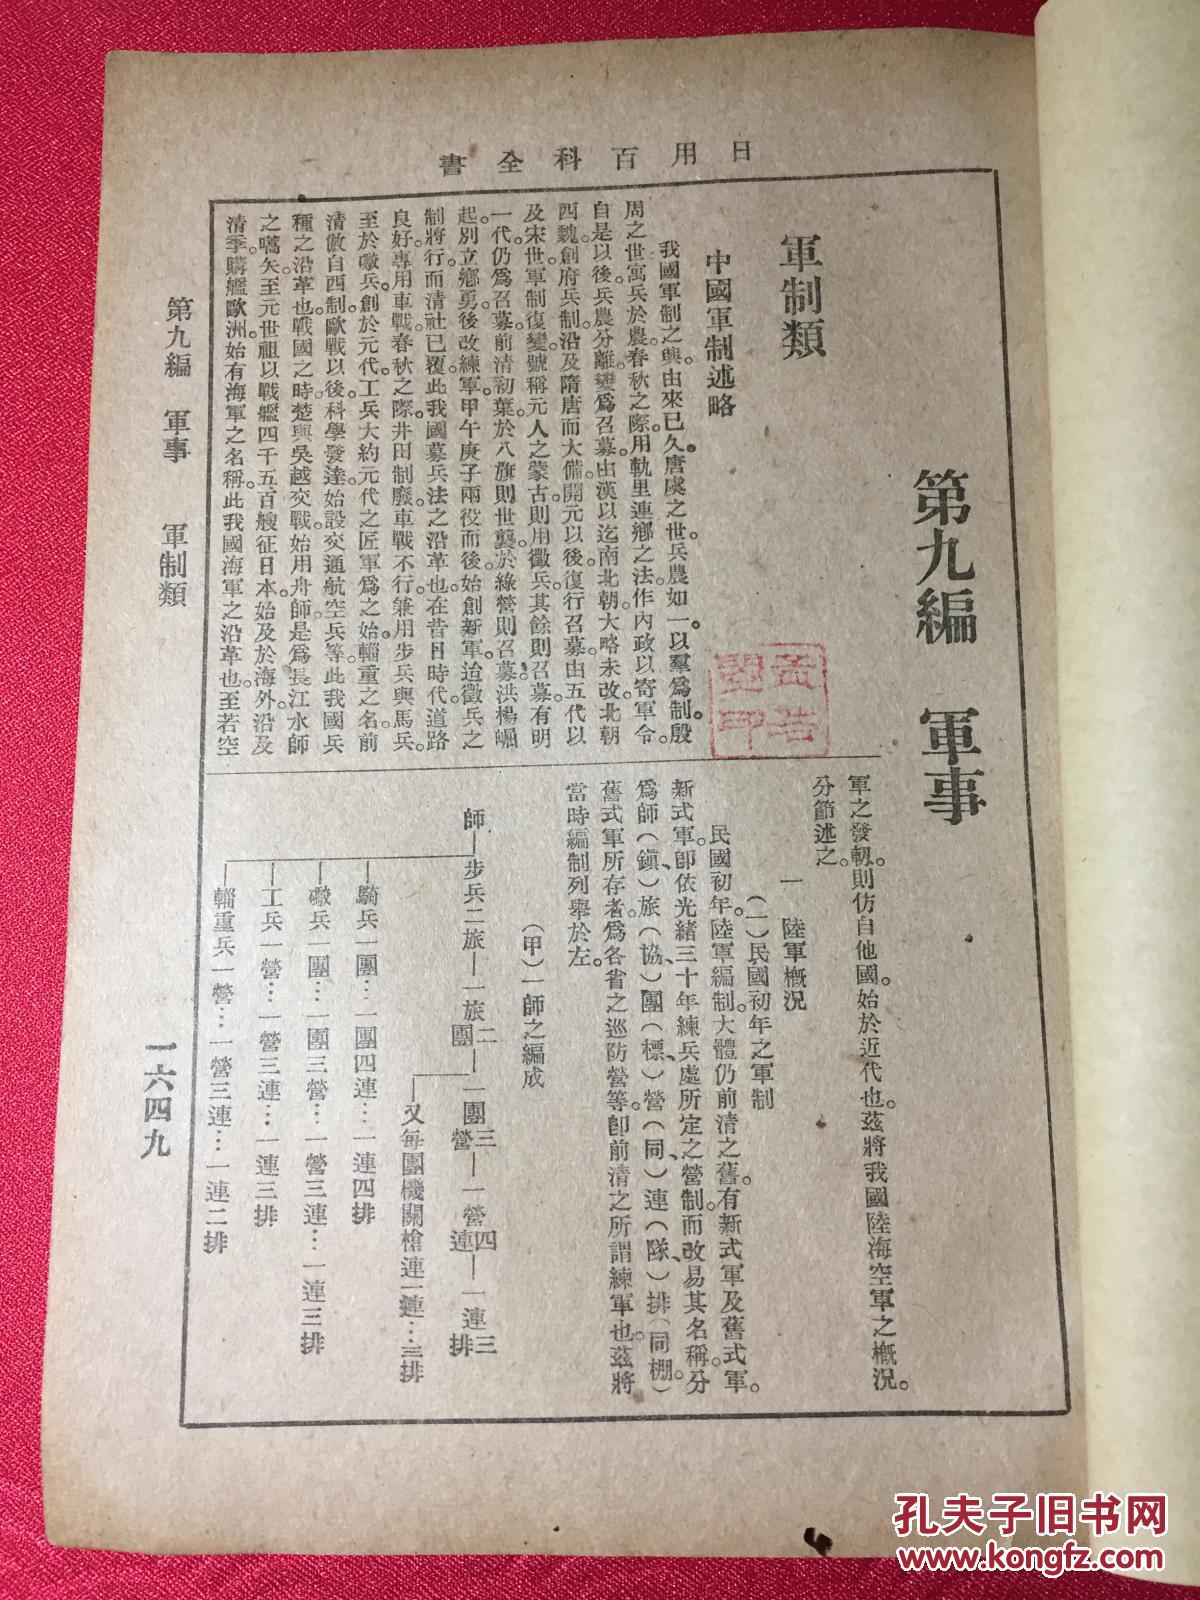 日用百科全書
第九編　軍事
軍制類
中國軍制述略
我國軍制之興。由來已久。唐虞之世。兵農如一。以羣爲制。殷
周之世。寓兵於農。春秋之際。用軌里連鄉之法。作內政以寄軍令。
自是以後。兵農分離。變爲召募。由漢以迄南北朝。大略未改。北朝
西魏。創府兵制。沿及隋唐而大備。開元以後。復行召募。由五代以
及宋世。軍制復變。號稱元人之蒙古。則用徵兵。其餘則召募。有明
一代。仍爲召募。前清初葉。於八旗則世襲。於綠營則召募。洪楊崛
起。別立鄉勇。後改練軍。甲午庚子兩役而後。始創新軍。迨徵兵之
制將行。而清社已覆。此我國募兵法之沿革也。在昔日時代。道路
良好。專用車戰。春秋之際。井田制廢。車戰不行。兼用步兵與馬兵。
至於礮兵。創於元代。工兵大約元代之匠軍爲之始。輜重之名。前
清倣自西制。歐戰以後。科學發達。始設交通航空兵等。此我國兵
種之沿革也。戰國之時。楚與吳越交戰。始用舟師。是爲長江水師
之嚆矢。至元世祖以戰艦四千五百艘征日本。始及於海外。沿及
清季。購艦歐洲。始有海軍之名稱。此我國海軍之沿革也。至若空
軍之發軔。則仿自他國。始於近代也。茲將我國陸海空軍之概況。
分節述之。
一　陸軍概況
（一）民國初年之軍制
民國初年。陸軍編制。大體仍前清之舊。有新式軍及舊式軍。
新式軍。即依光緒三十年練兵處所定之營制。而改易其名稱。分
爲師（鎮）、旅（協）、團（標）、營（同）、連（隊）、排（同棚）
舊式軍所存者。爲各省之巡防營等。即前清之所謂練軍也。茲將
當時編制列舉於左。
（甲）一師之編成
師—步兵二旅—一旅二團—一團三營—一營四連—一連三排
—又每團機關槍連一連…三排
—騎兵一團…一團四連…一連四排
—礮兵一團…一團三營…一營三連…一連三排
—工兵一營…一營三連…一連三排
—輜重兵一營…一營三連…一連二排
第九編　軍事　軍制類
一六四九
孔夫子旧书网
www.kongfz.com